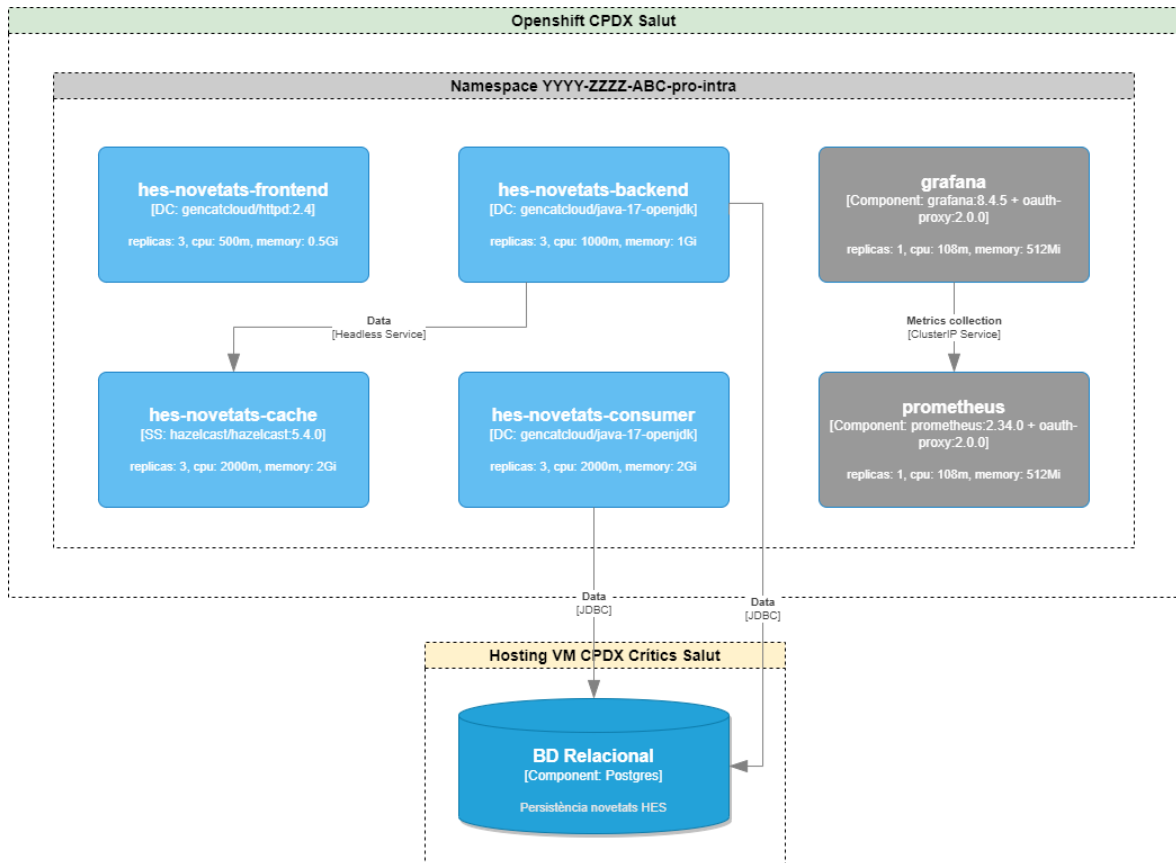 Openshift CPDX Salut
Namespace YYYY-ZZZZ-ABC-pro-intra
hes-novetats-frontend
[DC: gencatcloud/httpd:2.4]
replicas: 3, cpu: 500m, memory: 0.5Gi
hes-novetats-backend
[DC: gencatcloud/java-17-openjdk]
replicas: 3, cpu: 1000m, memory: 1Gi
grafana
[Component: grafana:8.4.5 + oauth-
proxy:2.0.0]
replicas: 1, cpu: 108m, memory: 512Mi
Data
[Headless Service]
Metrics collection
[ClusterIP Service]
hes-novetats-cache
[SS: hazelcast/hazelcast:5.4.0]
replicas: 3, cpu: 2000m, memory: 2Gi
hes-novetats-consumer
[DC: gencatcloud/java-17-openjdk]
replicas: 3, cpu: 2000m, memory: 2Gi
prometheus
[Component: prometheus:2.34.0 + oauth-
proxy:2.0.0]
replicas: 1, cpu: 108m, memory: 512Mi
Data
[JDBC]
Data
[JDBC]
Hosting VM CPDX Crítics Salut
BD Relacional
[Component: Postgres]
Persistència novetats HES